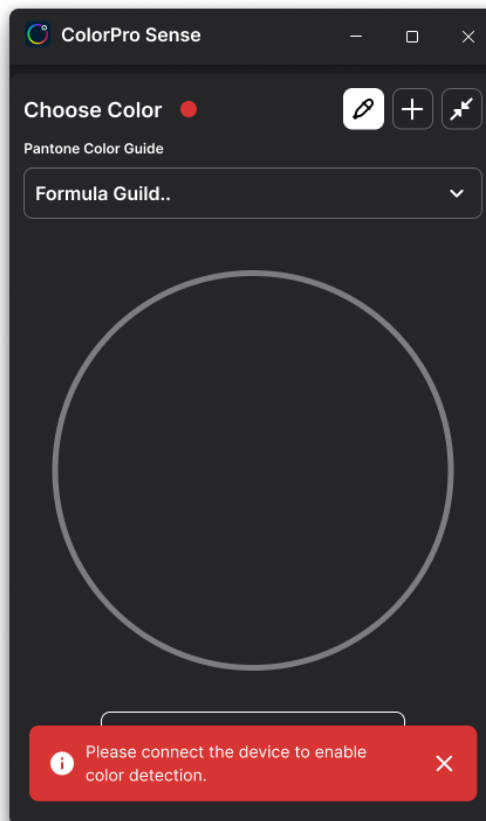 ColorPro Sense
Choose Color
Pantone Color Guide
Formula Guild..
Please connect the device to enable
color detection.